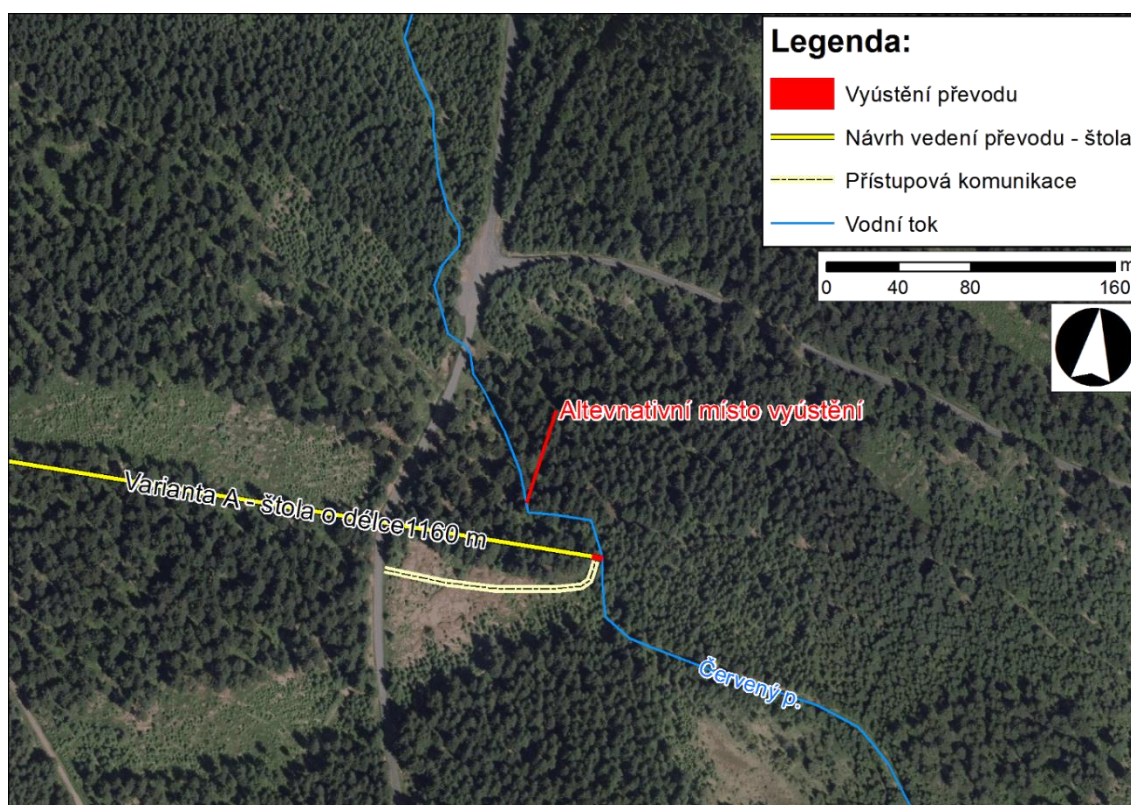 Legenda:
Vyústění převodu
Návrh vedení převodu - štola
Přístupová komunikace
Vodní tok
m
0 40 80 160
Altevnativní místo vyústění
Varianta A - štola o délce1160 m
Červený p.